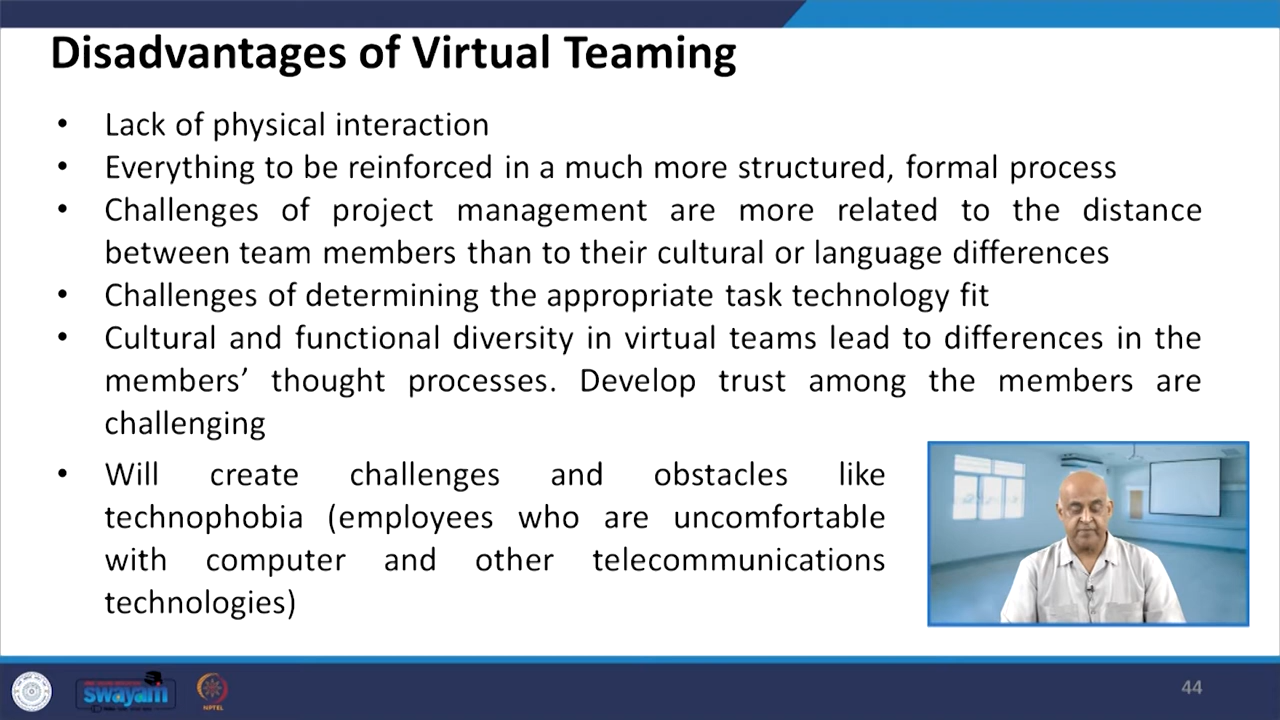 Disadvantages of Virtual Teaming
• Lack of physical interaction
• Everything to be reinforced in a much more structured, formal process
• Challenges of project management are more related to the distance
between team members than to their cultural or language differences
• Challenges of determining the appropriate task technology fit
• Cultural and functional diversity in virtual teams lead to differences in the
members’ thought processes. Develop trust among the members are
challenging
• Will create challenges and obstacles like
technophobia (employees who are uncomfortable
with computer and other telecommunications
technologies)
swayam
NPTEL
44